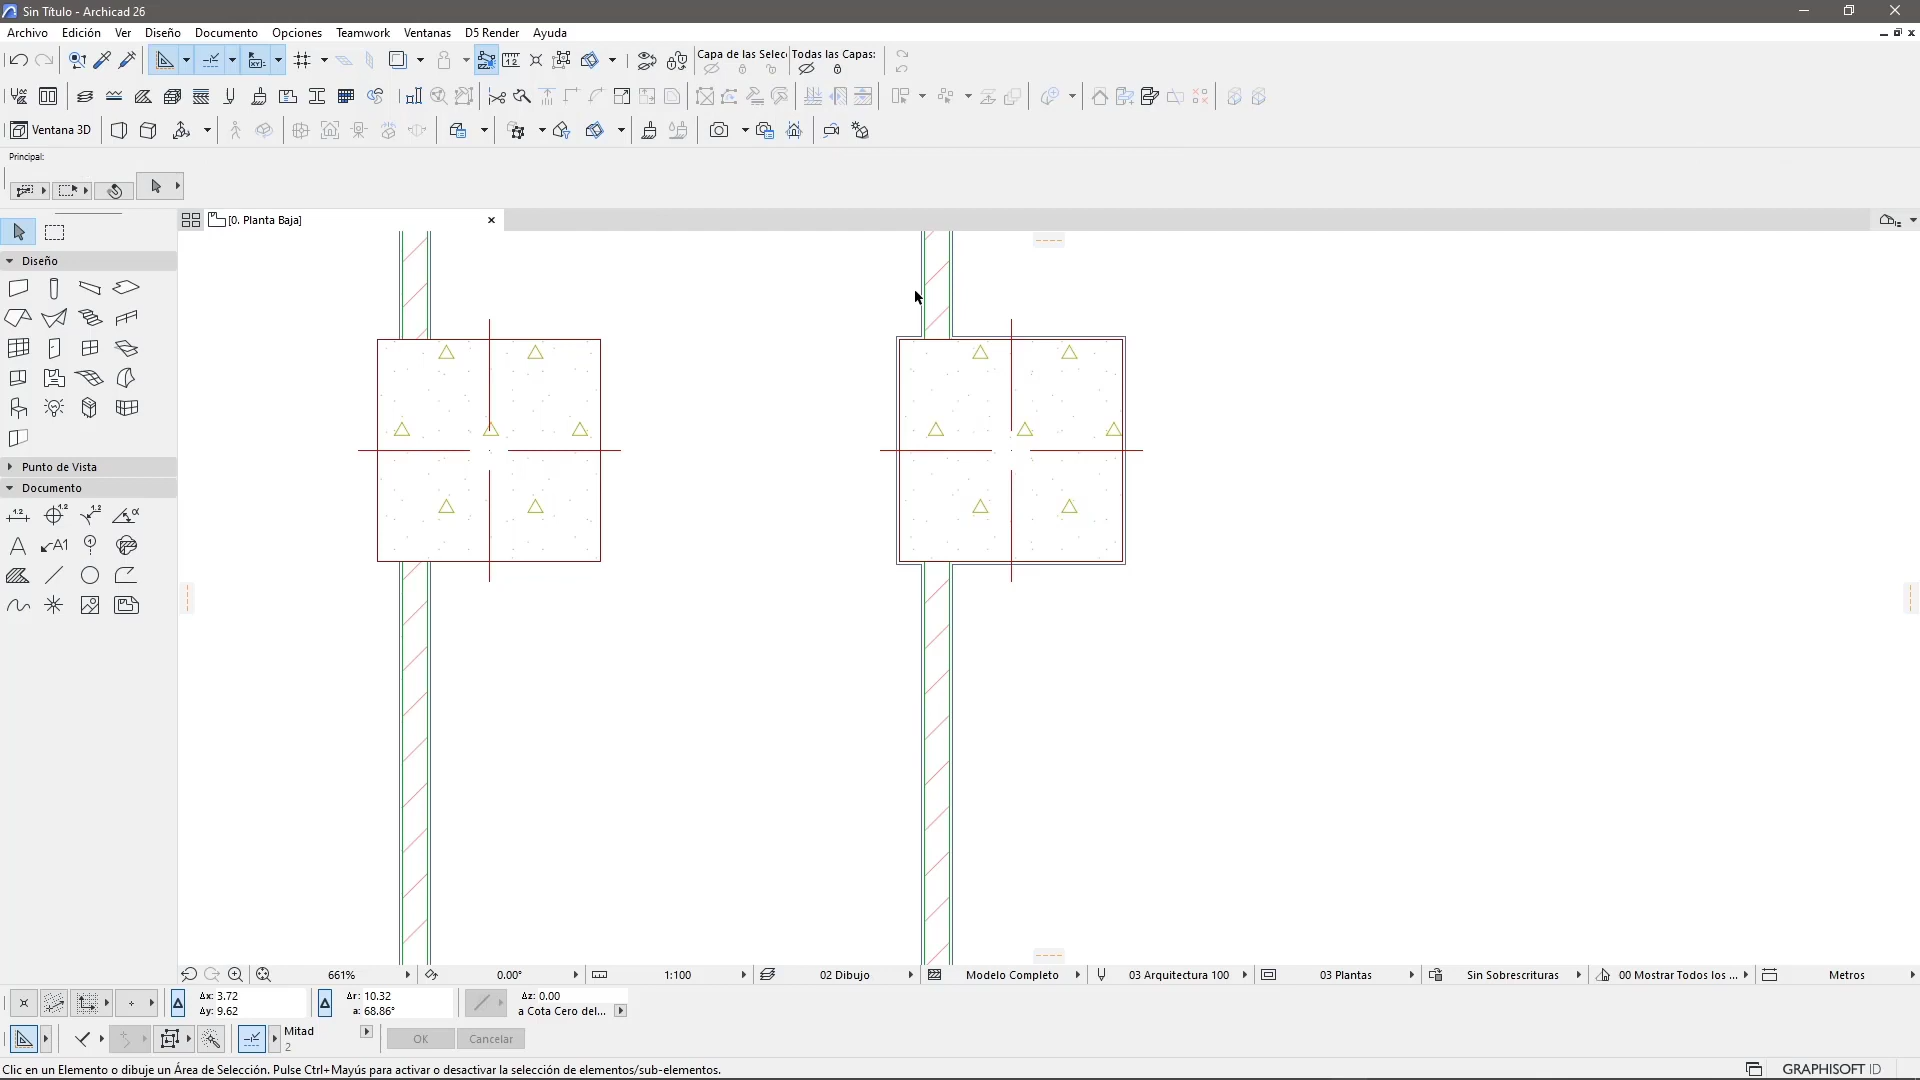 Sin Título - Archicad 26
Archivo Edición Ver Diseño Documento Opciones Teamwork Ventanas D5 Render Ayuda
Capa de las Selec Todas las Capas:
Ventana 3D
Principal:
[0. Planta Baja]
Diseño
Punto de Vista
Documento
661% 0.00° 1:100 02 Dibujo Modelo Completo 03 Arquitectura 100 03 Plantas Sin Sobrescrituras 00 Mostrar Todos los ... Metros
Δx: 3.72 Δr: 10.32 Δz: 0.00
Δy: 9.62 a: 68.86° a Cota Cero del...
Mitad
2
OK Cancelar
Clic en un Elemento o dibuje un Área de Selección. Pulse Ctrl+Mayús para activar o desactivar la selección de elementos/sub-elementos.
GRAPHISOFT ID